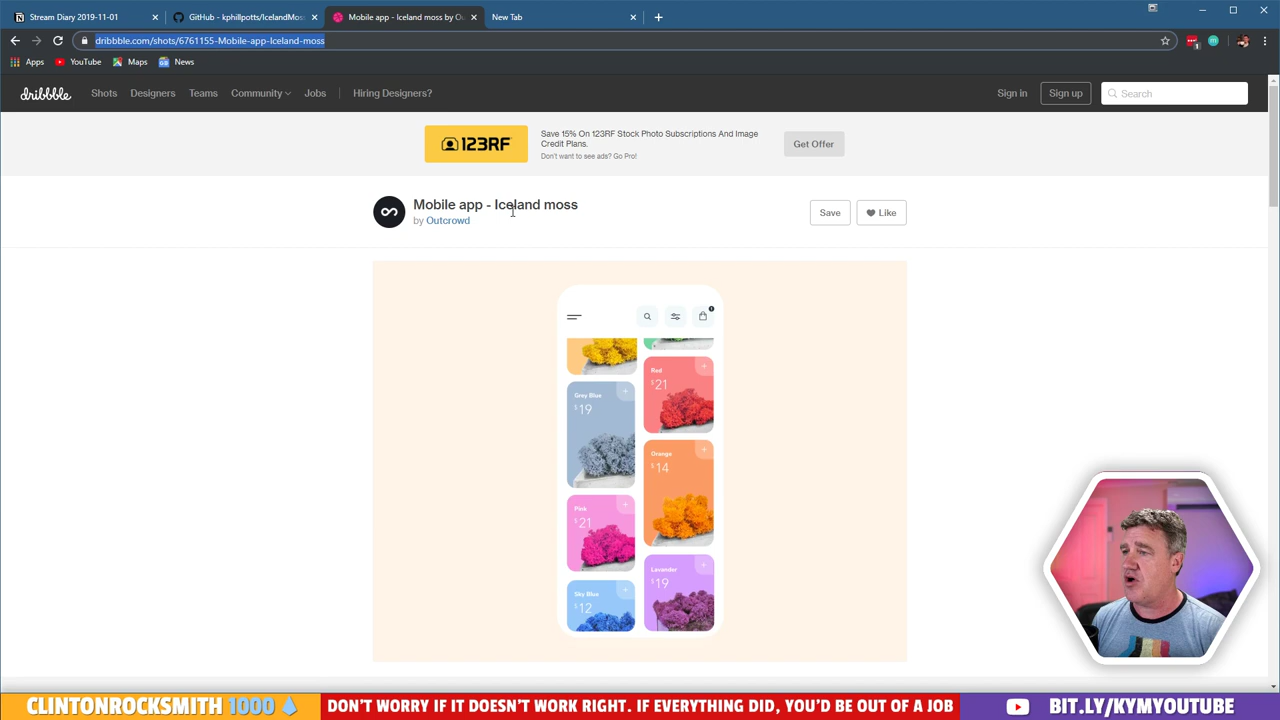 Stream Diary 2019-11-01
GitHub - kphillpotts/IcelandMos
Mobile app - Iceland moss by Ou
New Tab
dribbble.com/shots/6761155-Mobile-app-Iceland-moss
Apps
YouTube
Maps
News
dribbble
Shots
Designers
Teams
Community
Jobs
Hiring Designers?
Sign in
Sign up
Search
123RF
Save 15% On 123RF Stock Photo Subscriptions And Image
Credit Plans.
Don't want to see ads? Go Pro!
Get Offer
Mobile app - Iceland moss
by Outcrowd
Save
Like
Red
$21
Grey Blue
$19
Orange
$14
Pink
$21
Lavander
$19
Sky Blue
$12
CLINTONROCKSMITH 1000
DON'T WORRY IF IT DOESN'T WORK RIGHT. IF EVERYTHING DID, YOU'D BE OUT OF A JOB
BIT.LY/KYMYOUTUBE